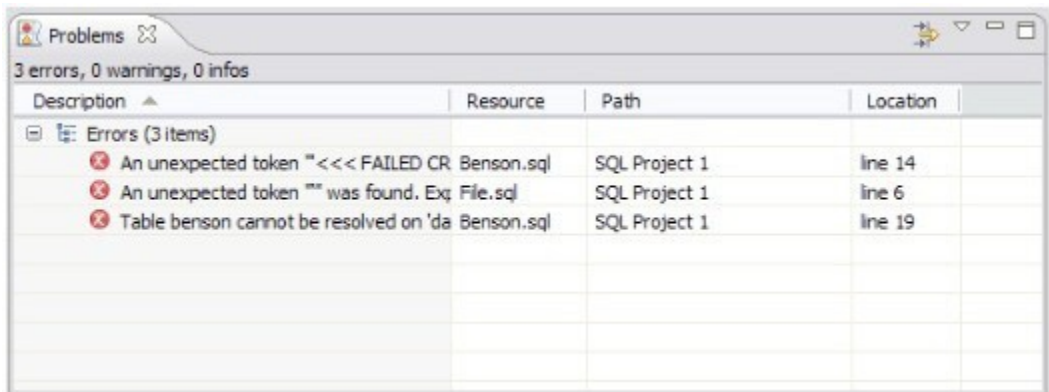 Problems
3 errors, 0 warnings, 0 infos
Description Resource Path Location
Errors (3 items)
An unexpected token "'<<< FAILED CR Benson.sql SQL Project 1 line 14
An unexpected token "'" was found. Exp File.sql SQL Project 1 line 6
Table benson cannot be resolved on 'da Benson.sql SQL Project 1 line 19